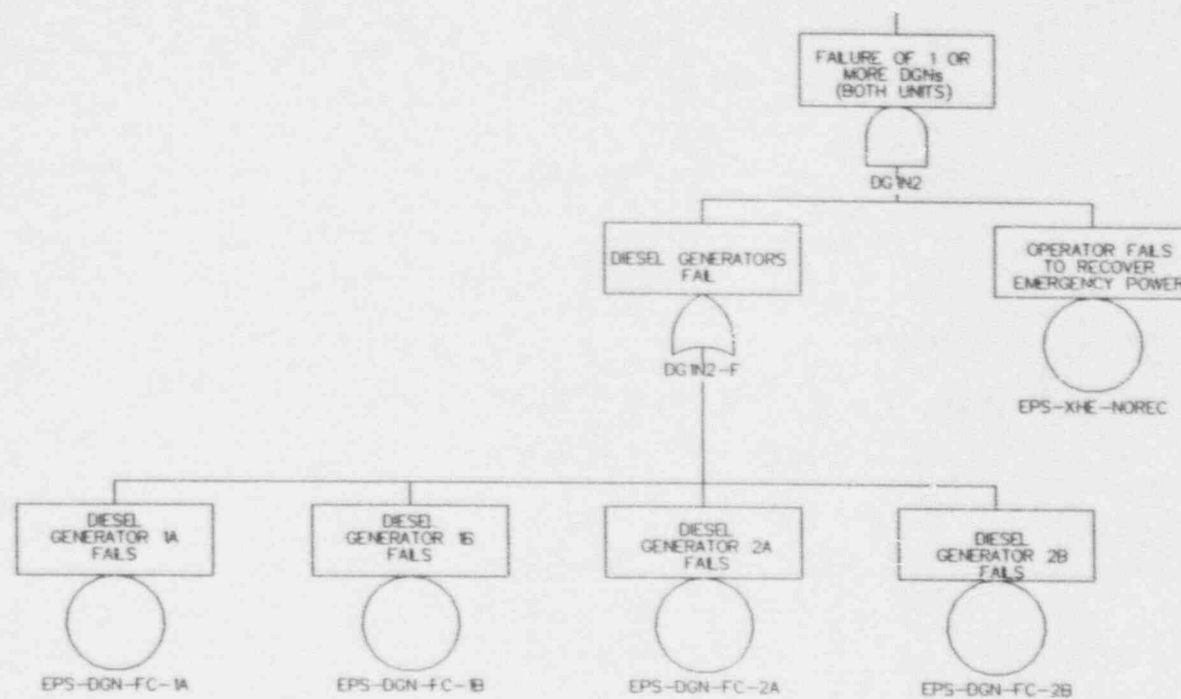 FAILURE OF 1 OR
MORE DGNs
(BOTH UNITS)
DG1N2
DIESEL GENERATORS
FAIL
OPERATOR FAILS
TO RECOVER
EMERGENCY POWER
DG1N2-F
EPS-XHE-NOREC
DIESEL
GENERATOR 1A
FAILS
DIESEL
GENERATOR 1B
FAILS
DIESEL
GENERATOR 2A
FAILS
DIESEL
GENERATOR 2B
FAILS
EPS-DGN-FC-1A
EPS-DGN-FC-1B
EPS-DGN-FC-2A
EPS-DGN-FC-2B